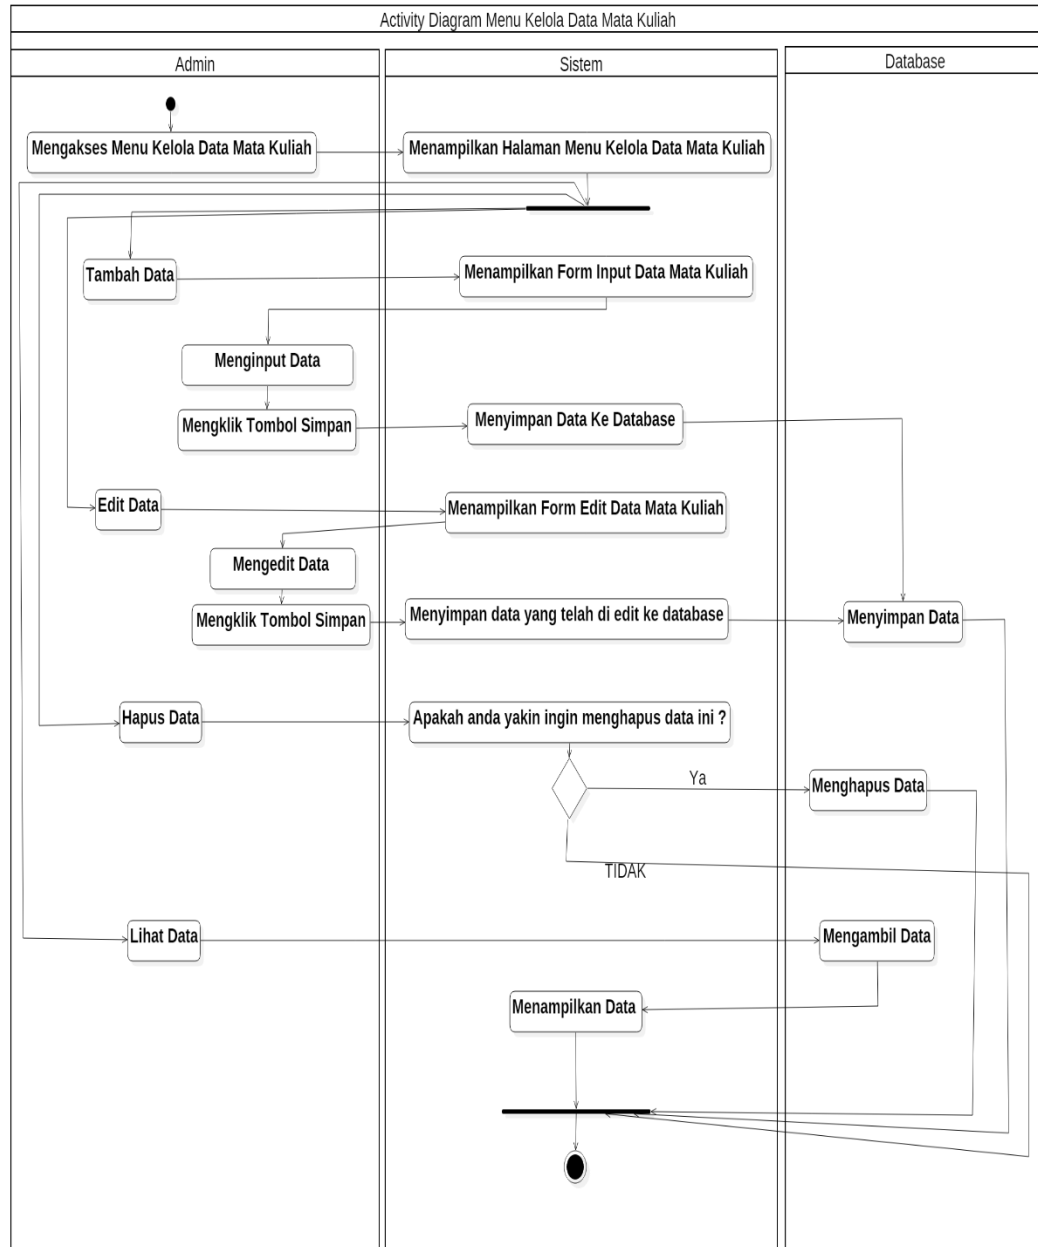 Activity Diagram Menu Kelola Data Mata Kuliah
Admin
Sistem
Database
Mengakses Menu Kelola Data Mata Kuliah
Menampilkan Halaman Menu Kelola Data Mata Kuliah
Tambah Data
Menampilkan Form Input Data Mata Kuliah
Menginput Data
Mengklik Tombol Simpan
Menyimpan Data Ke Database
Edit Data
Menampilkan Form Edit Data Mata Kuliah
Mengedit Data
Mengklik Tombol Simpan
Menyimpan data yang telah di edit ke database
Menyimpan Data
Hapus Data
Apakah anda yakin ingin menghapus data ini ?
Ya
Menghapus Data
TIDAK
Lihat Data
Mengambil Data
Menampilkan Data